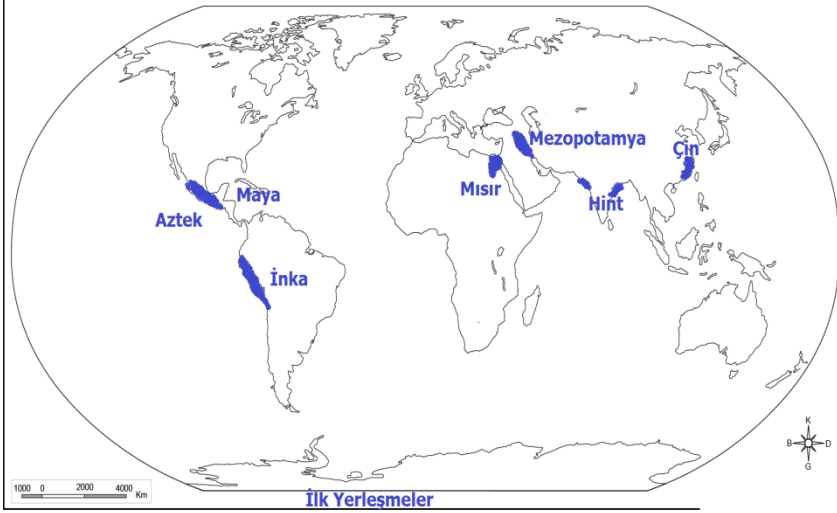 Mezopotamya
Çin
Mısır
Hint
Maya
Aztek
İnka
K
B
D
G
1000 0 2000 4000
Km
İlk Yerleşmeler